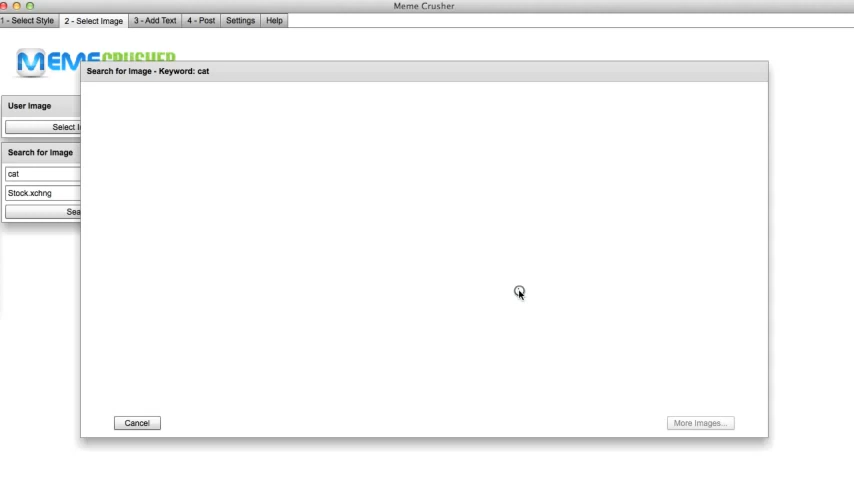 Meme Crusher
1 - Select Style 2 - Select Image 3 - Add Text 4 - Post Settings Help
Search for Image - Keyword: cat
User Image
Search for Image
cat
Stock.xchng
Cancel
More Images...